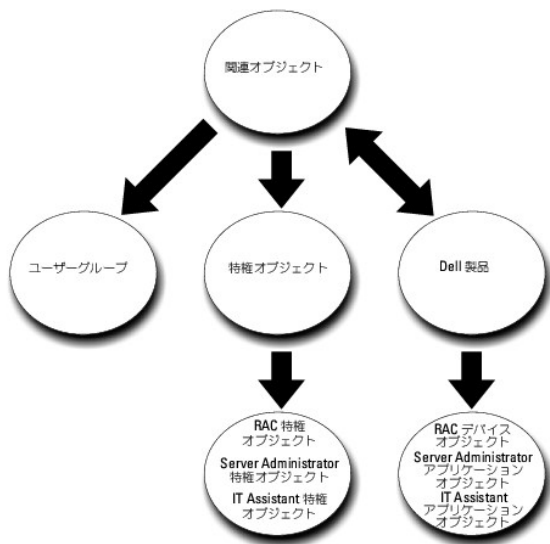 関連オブジェクト
ユーザーグループ
特権オブジェクト
Dell 製品
RAC 特権
オブジェクト
Server Administrator
特権オブジェクト
IT Assistant 特権
オブジェクト
RAC デバイス
オブジェクト
Server Administrator
アプリケーション
オブジェクト
IT Assistant
アプリケーション
オブジェクト